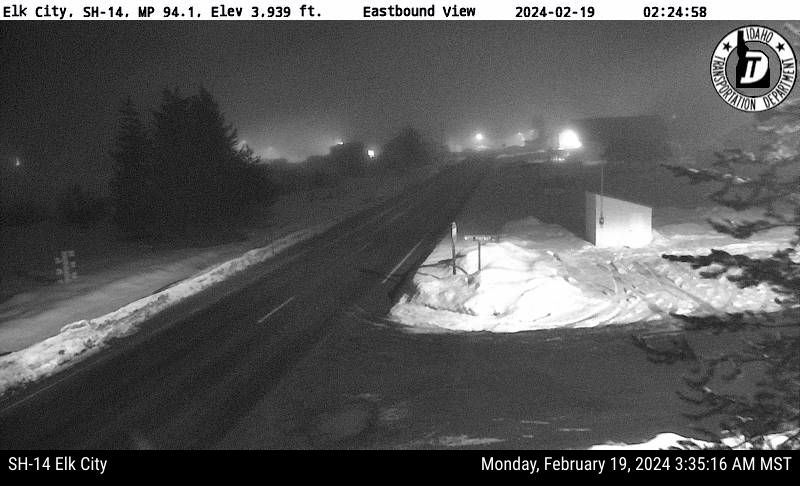 Elk City, SH-14, MP 94.1, Elev 3,939 ft. Eastbound View 2024-02-19 02:24:58
IDAHO
TRANSPORTATION DEPARTMENT
SH-14 Elk City Monday, February 19, 2024 3:35:16 AM MST